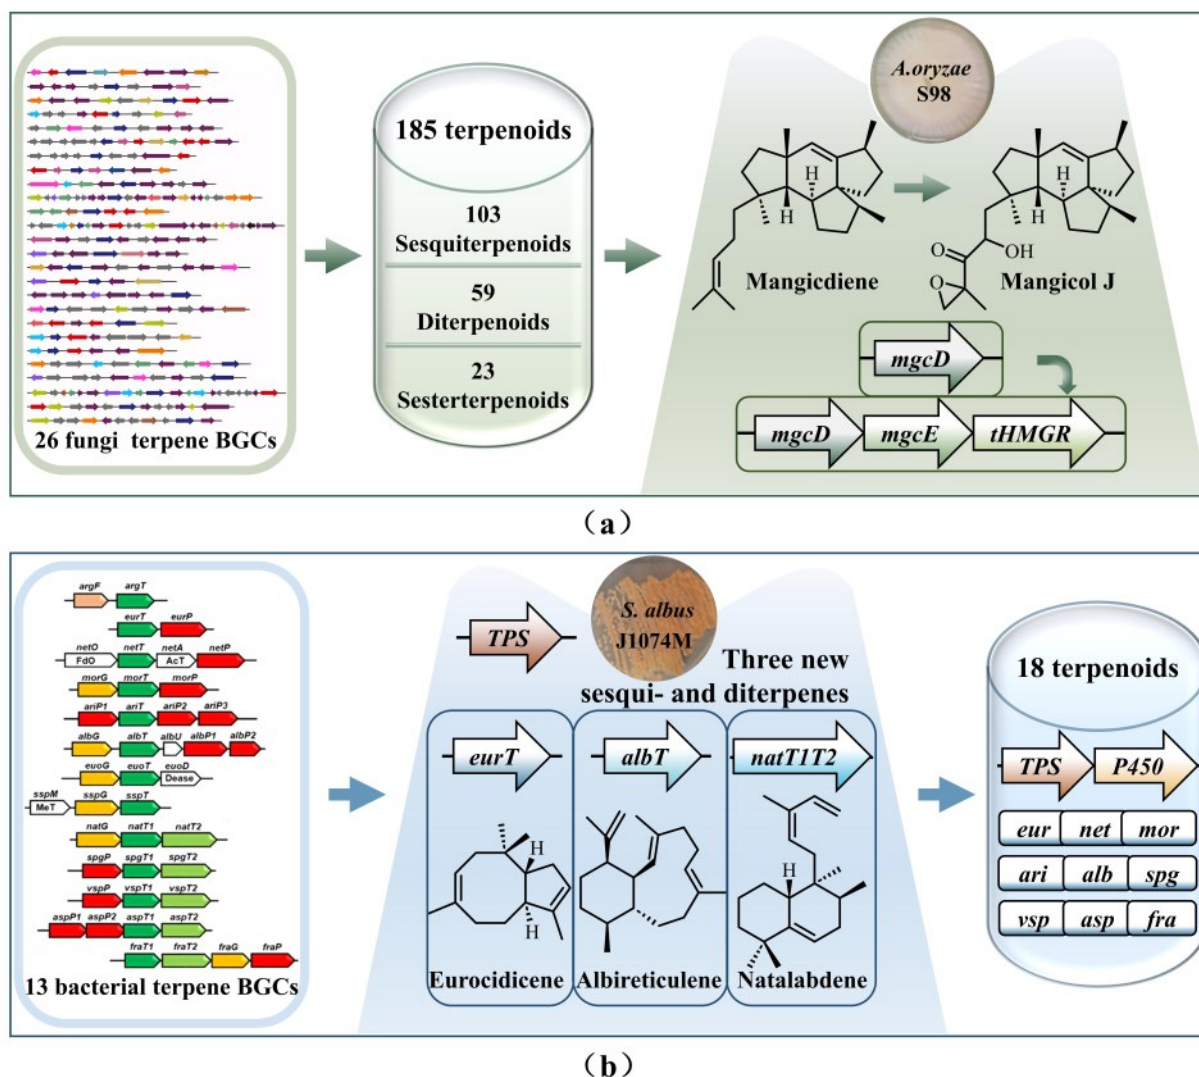 A.oryzae
S98
185 terpenoids
103
Sesquiterpenoids
59
Diterpenoids
23
Sesterterpenoids
26 fungi terpene BGCs
H
H
O
OH
O
Mangicdiene
H
H
Mangicol J
mgcD
mgcD mgcE tHMGR
(a)
argF argT
eurT eurP
netO netT netA netP
FdO AcT
morG morT morP
ariP1 ariT ariP2 ariP3
albG albT albU albP1 albP2
euoG euoT euoD
Dease
sspM sspG sspT
MeT
natG natT1 natT2
spgP spgT1 spgT2
vspP vspT1 vspT2
aspP1 aspP2 aspT1 aspT2
fraT1 fraT2 fraG fraP
13 bacterial terpene BGCs
TPS
S. albus
J1074M
Three new
sesqui- and diterpenes
eurT albT natT1T2
H
H
H
Eurocidicene Albireticulene Natalabdene
18 terpenoids
TPS P450
eur net mor
ari alb spg
vsp asp fra
(b)